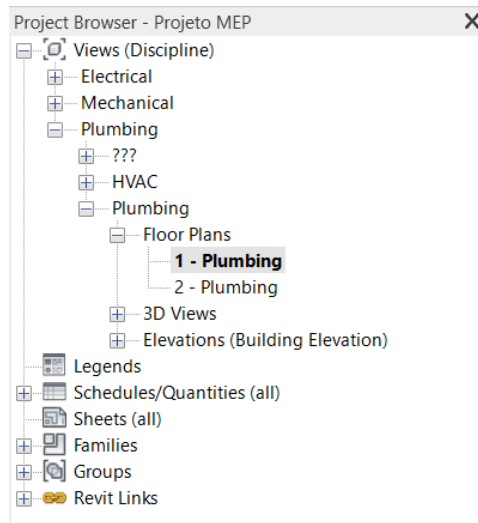 Project Browser - Projeto MEP
Views (Discipline)
Electrical
Mechanical
Plumbing
???
HVAC
Plumbing
Floor Plans
1 - Plumbing
2 - Plumbing
3D Views
Elevations (Building Elevation)
Legends
Schedules/Quantities (all)
Sheets (all)
Families
Groups
Revit Links